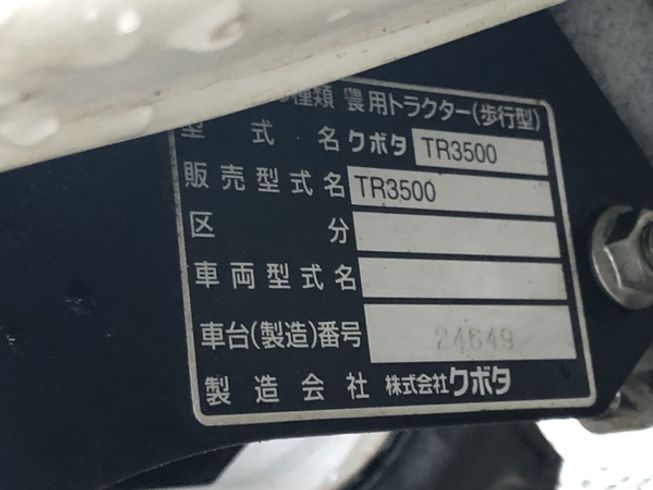 種類 農用トラクター(歩行型)
型式名 クボタ TR3500
販売型式名 TR3500
区分
車両型式名
車台(製造)番号 24649
製造会社 株式会社クボタ